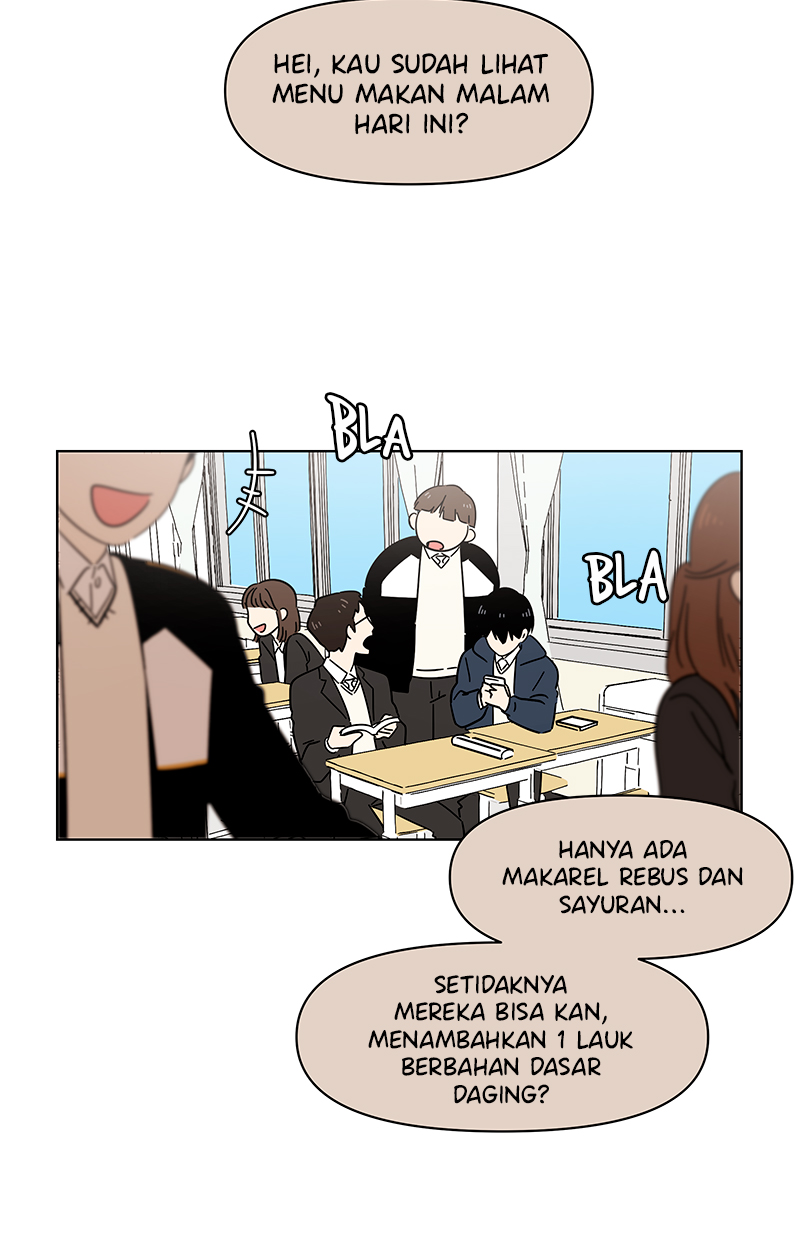 HEI, KAU SUDAH LIHAT
MENU MAKAN MALAM
HARI INI?
BLA
BLA
HANYA ADA
MAKAREL REBUS DAN
SAYURAN...
SETIDAKNYA
MEREKA BISA KAN,
MENAMBAHKAN 1 LAUK
BERBAHAN DASAR
DAGING?